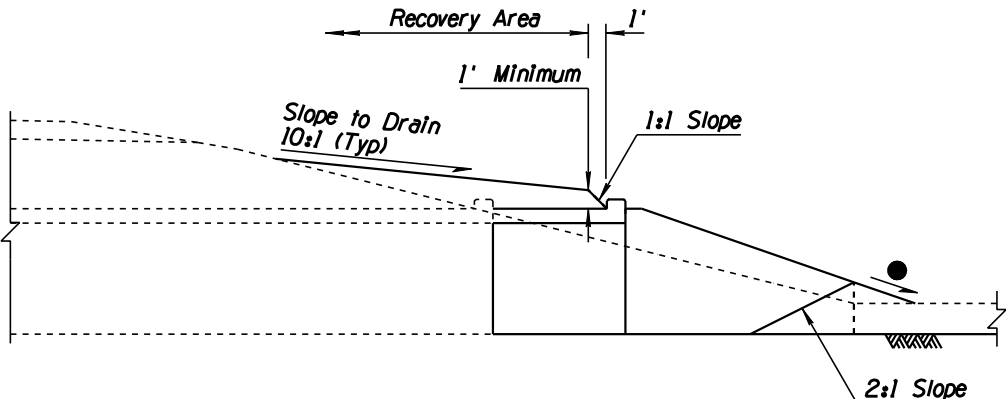 Recovery Area
1'
1' Minimum
Slope to Drain
10:1 (Typ)
1:1 Slope
2:1 Slope